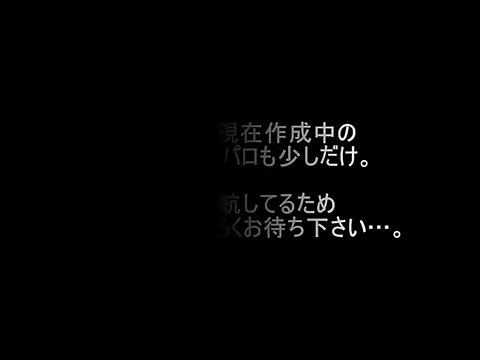 現在作成中の
パロも少しだけ。
航してるため
らくお待ち下さい…。